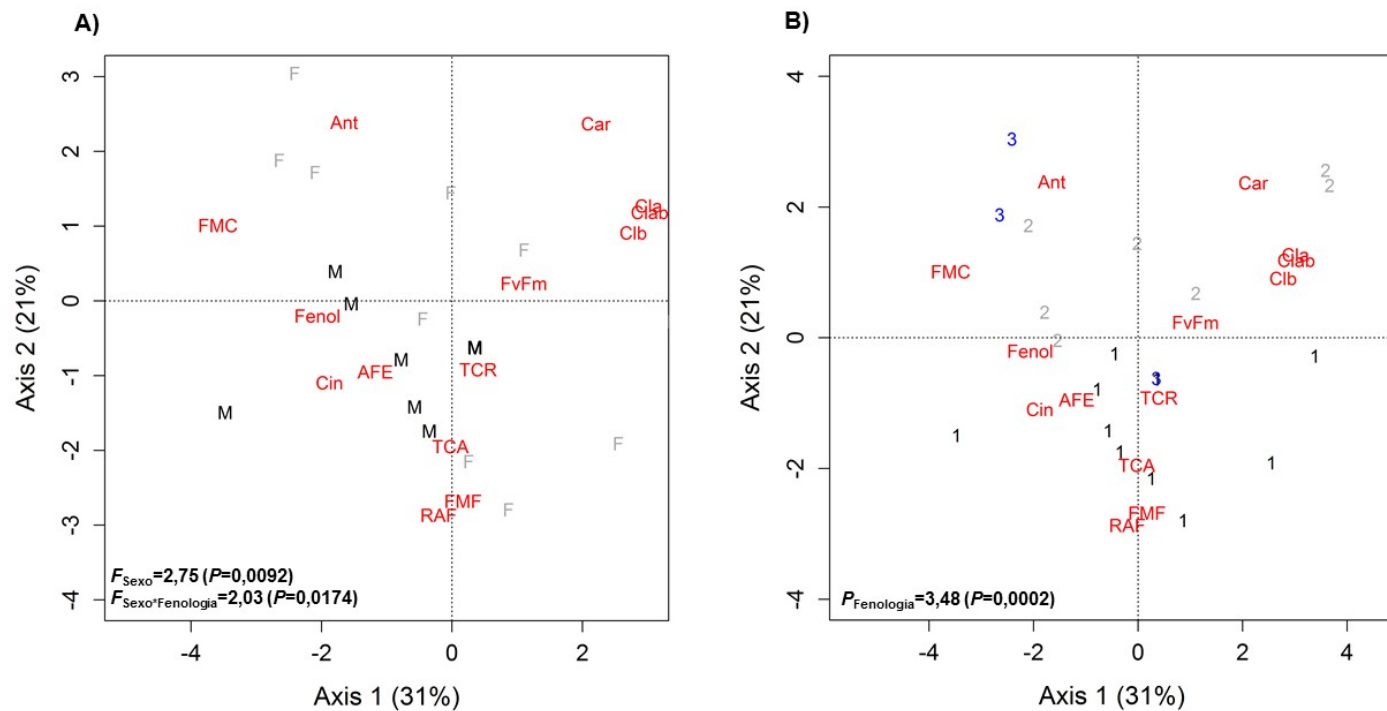 A)
3
2
1
0
-1
-2
-3
-4
Axis 2 (21%)
F
Ant
Car
F
F
F
FMC
Cla
Clab
Clb
F
M
FvFm
M
Fenol
F
M
M
AFE
TCR
Cin
M
M
M
TCA
F
F
FMF
RAF
F
F Sexo=2,75 (P=0,0092)
F Sexo*Fenologia=2,03 (P=0,0174)
-4
-2
0
2
Axis 1 (31%)
B)
4
2
0
-2
-4
Axis 2 (21%)
3
Ant
Car
2
2
3
2
2
FMC
Cla
Clab
Clb
2
FvFm
2
2
Fenol
1
1
3
1
AFE
TCR
Cin
1
1
1
TCA
1
1
FMF
RAF
1
P Fenologia=3,48 (P=0,0002)
-4
-2
0
2
4
Axis 1 (31%)